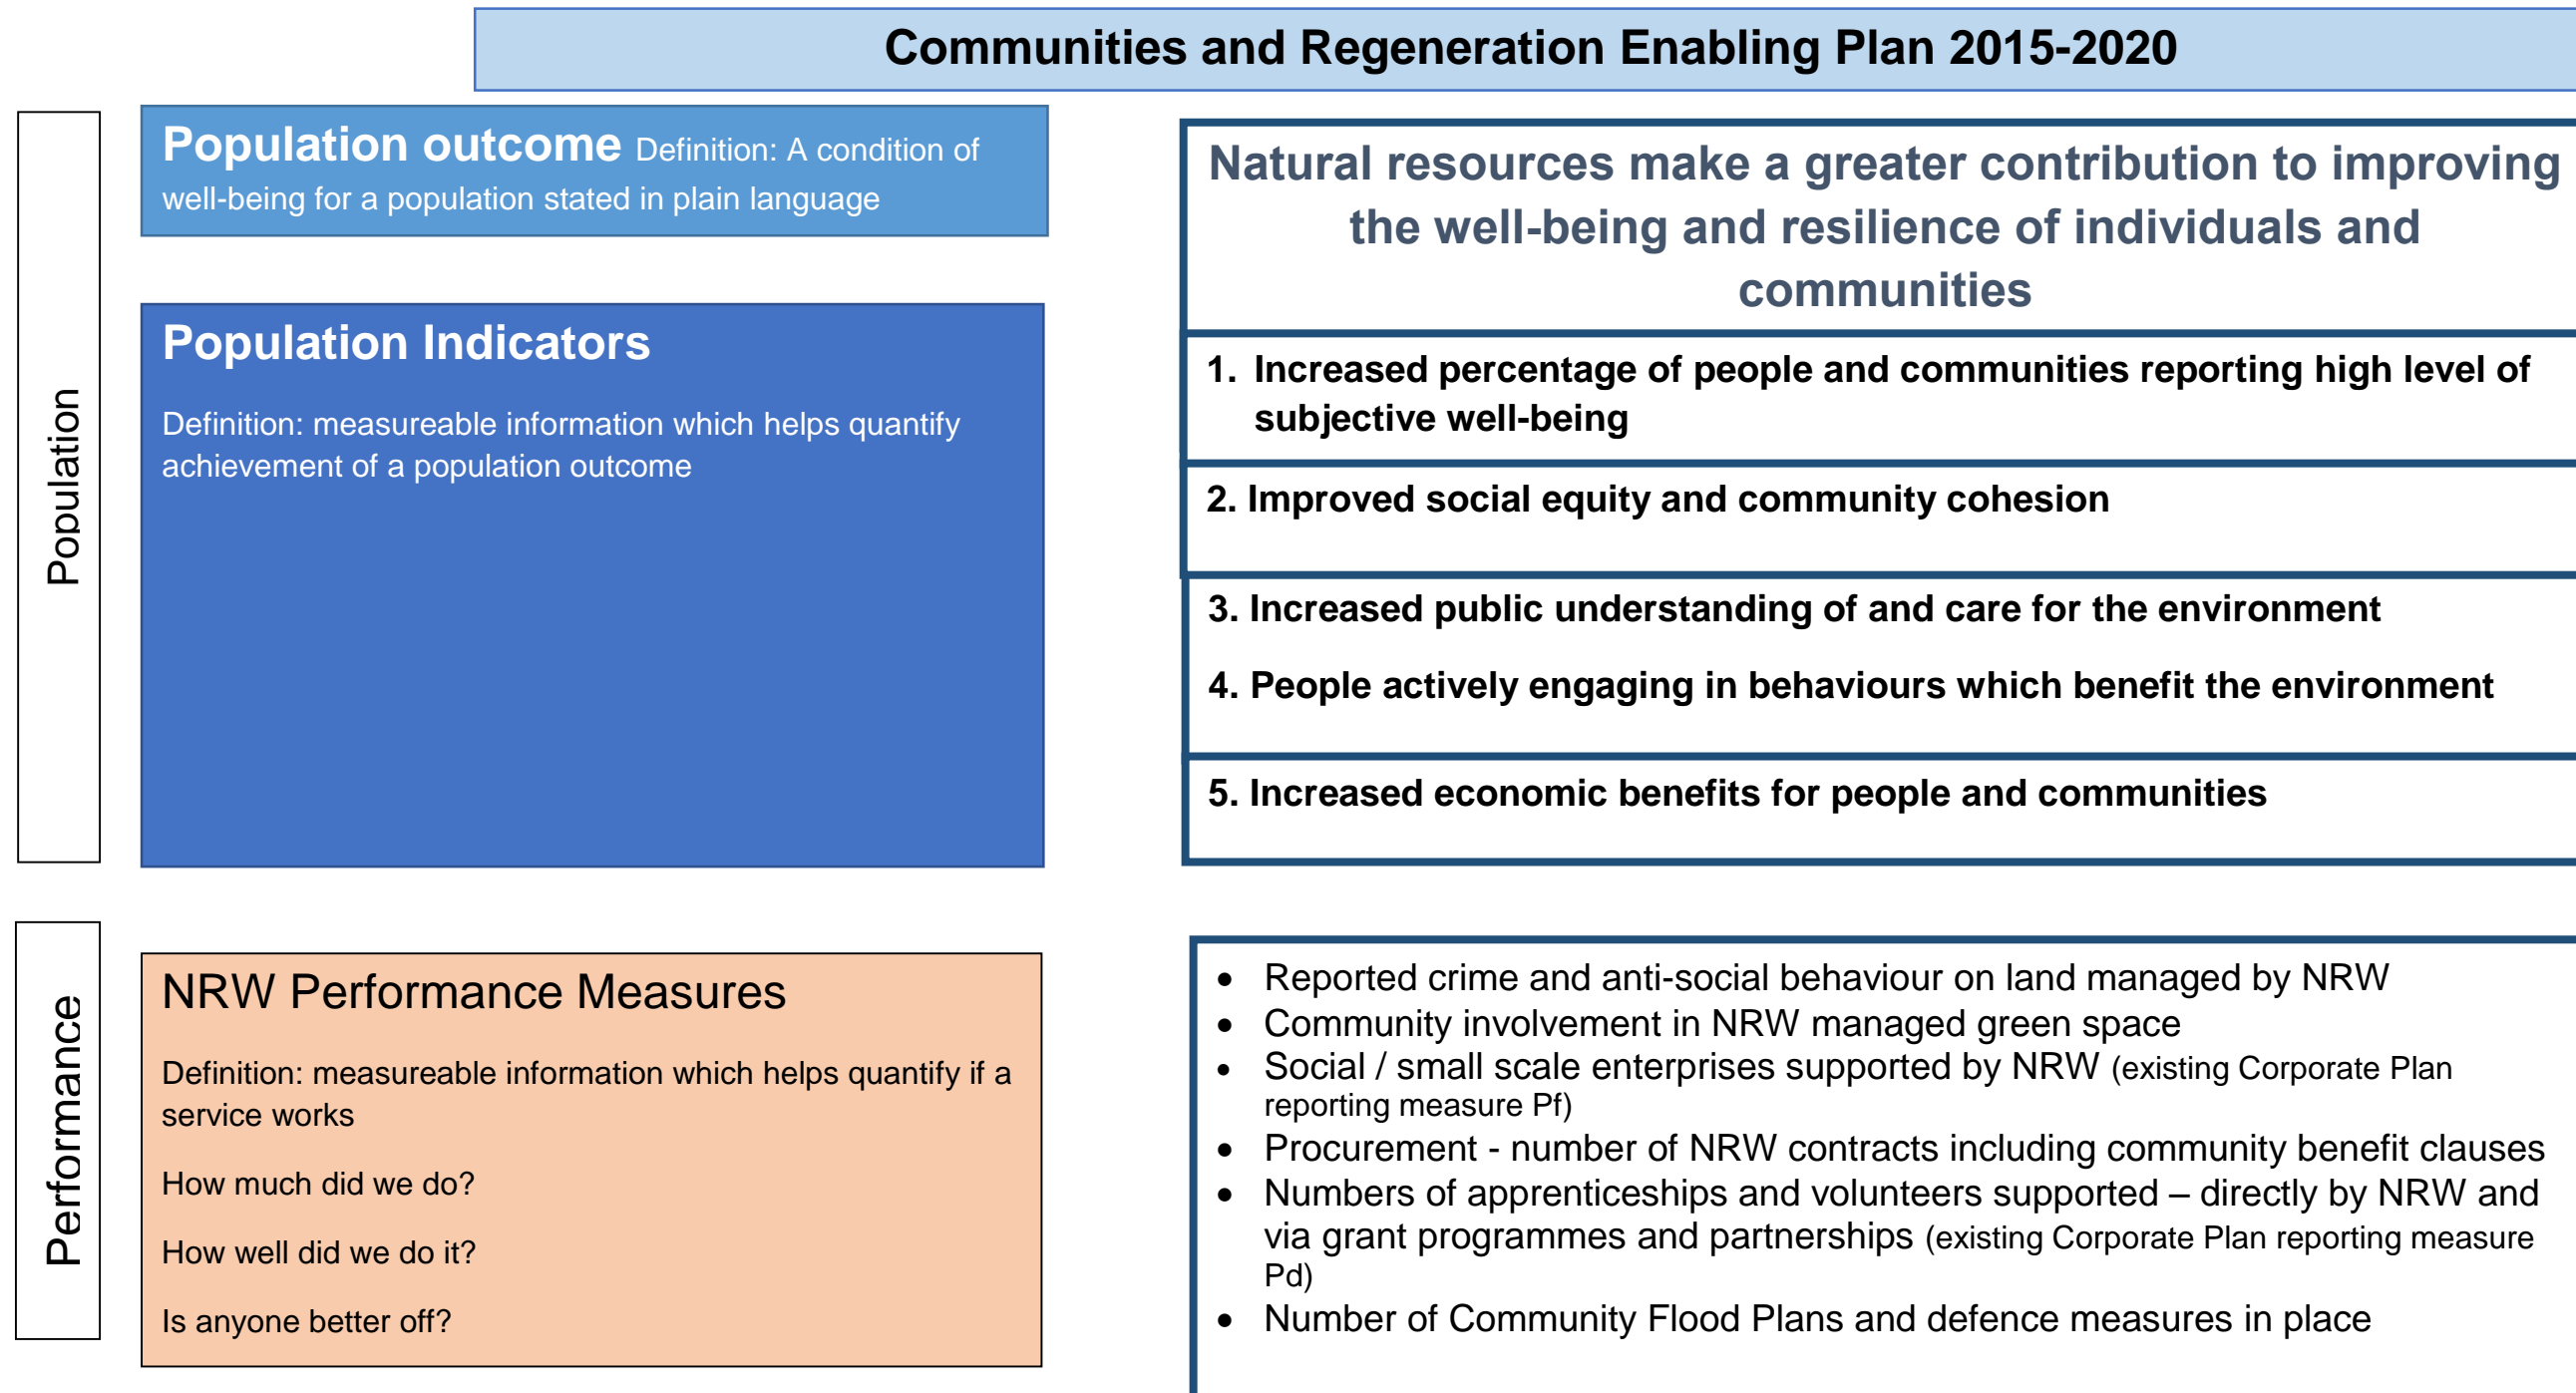 Communities and Regeneration Enabling Plan 2015-2020
Population
Population outcome Definition: A condition of
well-being for a population stated in plain language
Natural resources make a greater contribution to improving
the well-being and resilience of individuals and
communities
Population Indicators
Definition: measureable information which helps quantify
achievement of a population outcome
1. Increased percentage of people and communities reporting high level of
subjective well-being
2. Improved social equity and community cohesion
3. Increased public understanding of and care for the environment
4. People actively engaging in behaviours which benefit the environment
5. Increased economic benefits for people and communities
Performance
NRW Performance Measures
Definition: measureable information which helps quantify if a
service works
How much did we do?
How well did we do it?
Is anyone better off?
• Reported crime and anti-social behaviour on land managed by NRW
• Community involvement in NRW managed green space
• Social / small scale enterprises supported by NRW (existing Corporate Plan
reporting measure Pf)
• Procurement - number of NRW contracts including community benefit clauses
• Numbers of apprenticeships and volunteers supported – directly by NRW and
via grant programmes and partnerships (existing Corporate Plan reporting measure
Pd)
• Number of Community Flood Plans and defence measures in place